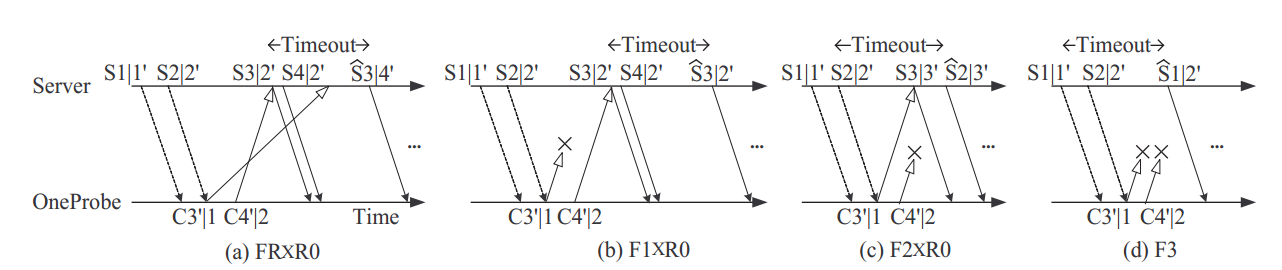 ←Timeout→ ←Timeout→ ←Timeout→ ←Timeout→
S1|1' S2|2' S3|2' S4|2' Ŝ3|4' S1|1' S2|2' S3|2' S4|2' Ŝ3|2' S1|1' S2|2' S3|3' Ŝ2|3' S1|1' S2|2' Ŝ1|2'
Server
... ... ... ...
OneProbe
C3'|1 C4'|2 Time C3'|1 C4'|2 C3'|1 C4'|2 C3'|1 C4'|2
(a) FRXR0 (b) F1XR0 (c) F2XR0 (d) F3